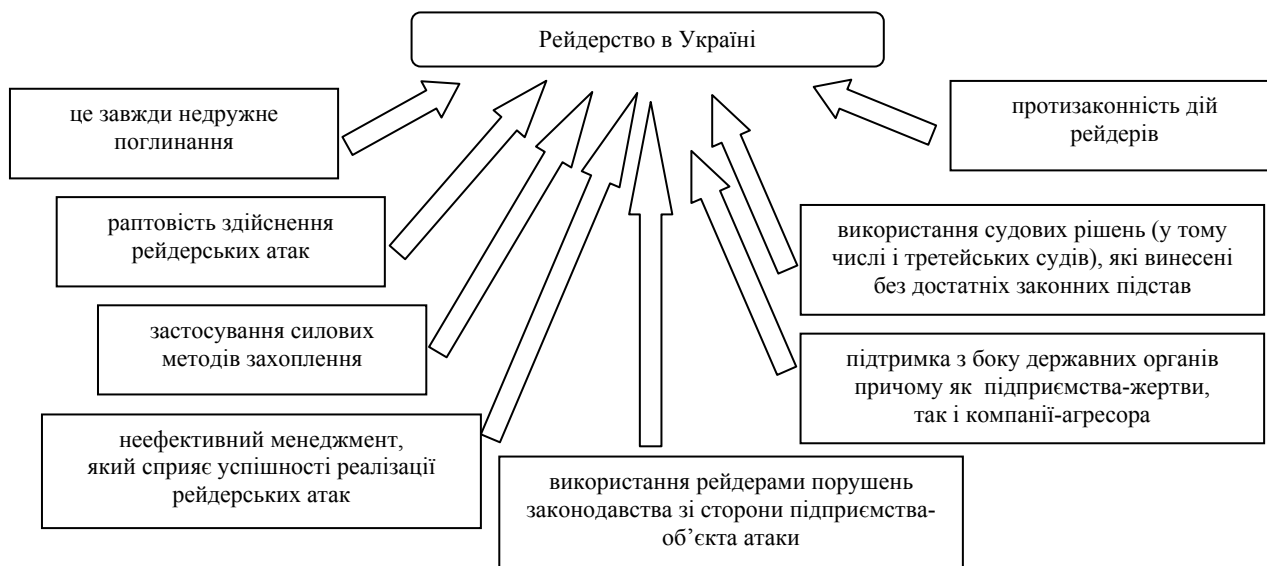 Рейдерство в Україні
це завжди недружне
поглинання
протизаконність дій
рейдерів
раптовість здійснення
рейдерських атак
використання судових рішень (у тому
числі і третейських судів), які винесені
без достатніх законних підстав
застосування силових
методів захоплення
підтримка з боку державних органів
причому як підприємства-жертви,
так і компанії-агресора
неефективний менеджмент,
який сприяє успішності реалізації
рейдерських атак
використання рейдерами порушень
законодавства зі сторони підприємства-
об’єкта атаки